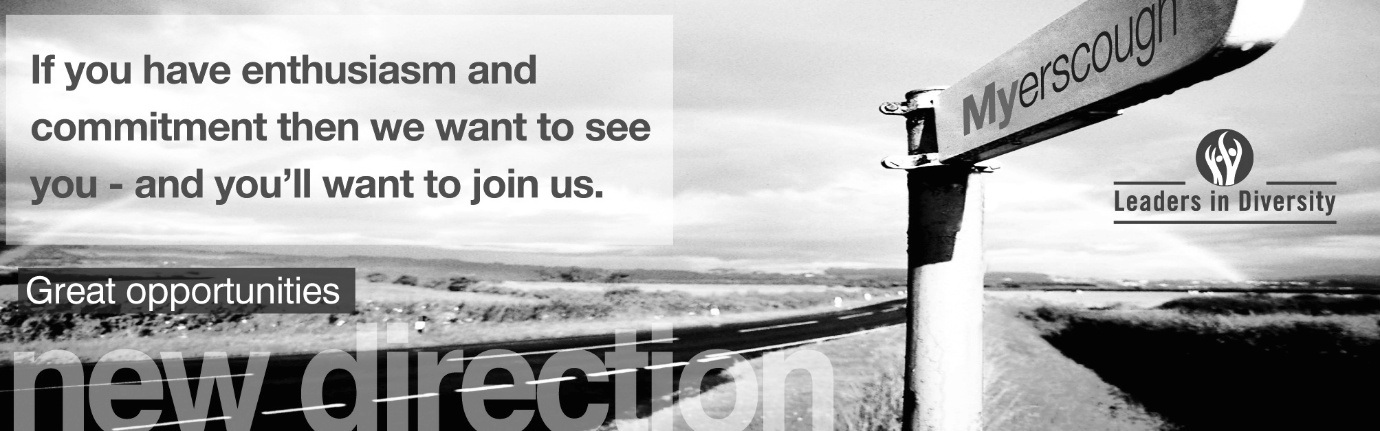 If you have enthusiasm and
commitment then we want to see
you - and you’ll want to join us.
Myerscough
Leaders in Diversity
Great opportunities
new direction